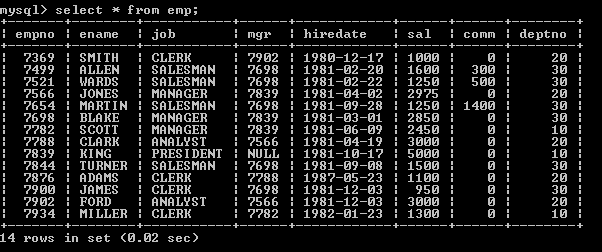 mysql> select * from emp;
+-------+--------+-----------+------+------------+------+------+--------+
| empno | ename | job | mgr | hiredate | sal | comm | deptno |
+-------+--------+-----------+------+------------+------+------+--------+
| 7369 | SMITH | CLERK | 7902 | 1980-12-17 | 1000 | 0 | 20 |
| 7499 | ALLEN | SALESMAN | 7698 | 1981-02-20 | 1600 | 300 | 30 |
| 7521 | WARDS | SALESMAN | 7698 | 1981-02-22 | 1250 | 500 | 30 |
| 7566 | JONES | MANAGER | 7839 | 1981-04-02 | 2975 | 0 | 20 |
| 7654 | MARTIN | SALESMAN | 7698 | 1981-09-28 | 1250 | 1400 | 30 |
| 7698 | BLAKE | MANAGER | 7839 | 1981-03-01 | 2850 | 0 | 30 |
| 7782 | SCOTT | MANAGER | 7839 | 1981-06-09 | 2450 | 0 | 10 |
| 7788 | CLARK | ANALYST | 7566 | 1981-04-19 | 3000 | 0 | 20 |
| 7839 | KING | PRESIDENT | NULL | 1981-10-17 | 5000 | 0 | 10 |
| 7844 | TURNER | SALESMAN | 7698 | 1981-09-08 | 1500 | 0 | 30 |
| 7876 | ADAMS | CLERK | 7788 | 1987-05-23 | 1100 | 0 | 20 |
| 7900 | JAMES | CLERK | 7698 | 1981-12-03 | 950 | 0 | 30 |
| 7902 | FORD | ANALYST | 7566 | 1981-12-03 | 3000 | 0 | 20 |
| 7934 | MILLER | CLERK | 7782 | 1982-01-23 | 1300 | 0 | 10 |
+-------+--------+-----------+------+------------+------+------+--------+
14 rows in set (0.02 sec)